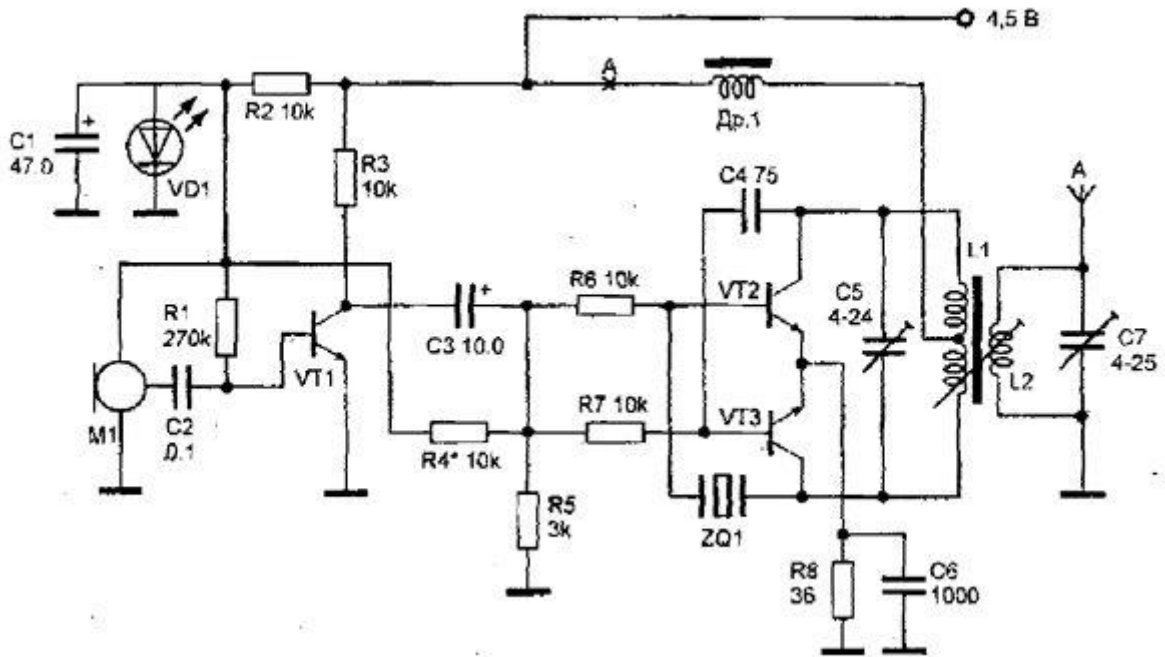 4,5 В
A
R2 10k
Др.1
C1
47.0
+
VD1
R3
10k
C4 75
A
L1
R1
270k
C3 10.0
+
R6 10k
VT2
C5
4-24
C7
4-25
L2
VT1
M1
C2
0.1
R4* 10k
R7 10k
VT3
R5
3k
ZQ1
R8
36
C6
1000